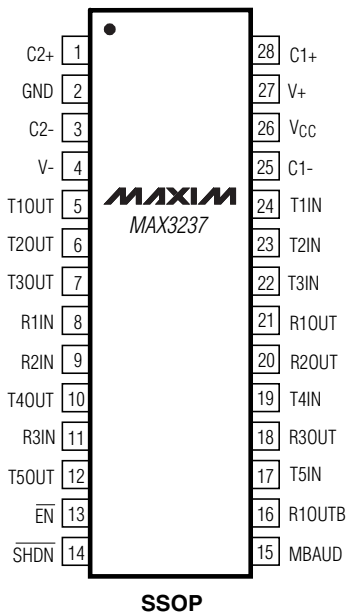 C2+ 1 28 C1+
GND 2 27 V+
C2- 3 26 VCC
V- 4 25 C1-
T1OUT 5 MAXIM 24 T1IN
MAX3237
T2OUT 6 23 T2IN
T3OUT 7 22 T3IN
R1IN 8 21 R1OUT
R2IN 9 20 R2OUT
T4OUT 10 19 T4IN
R3IN 11 18 R3OUT
T5OUT 12 17 T5IN
E̅N̅ 13 16 R1OUTB
S̅H̅D̅N̅ 14 15 MBAUD
SSOP